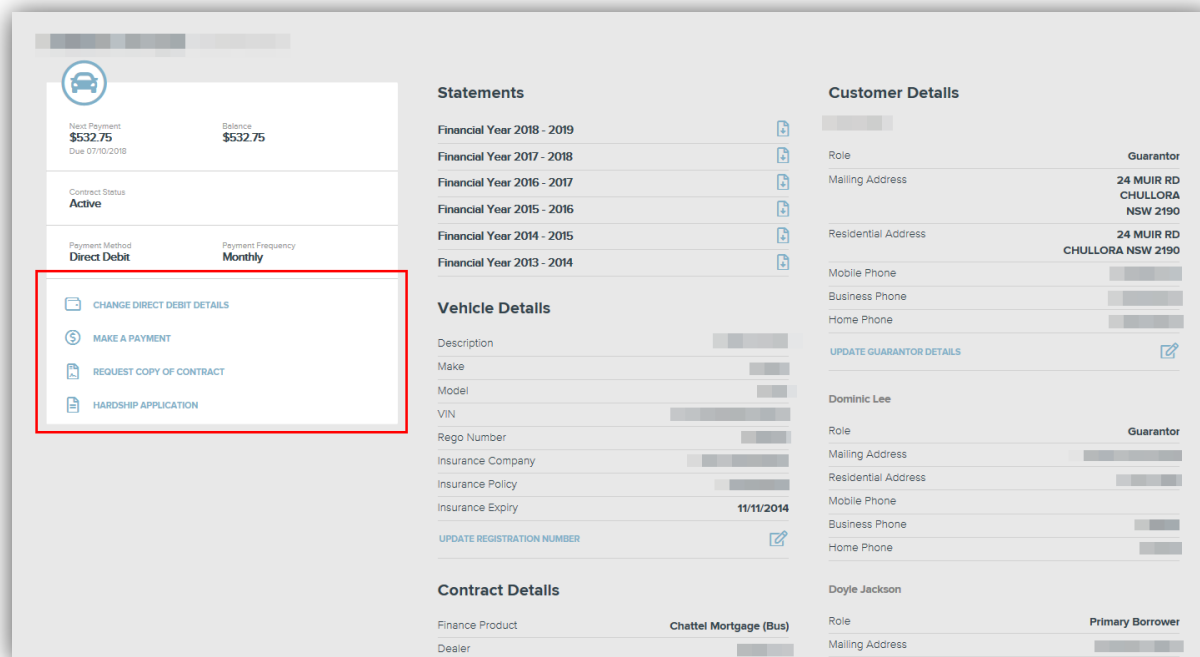 Next Payment
Balance
$532.75
$532.75
Due 07/10/2018
Contract Status
Active
Payment Method
Payment Frequency
Direct Debit
Monthly
CHANGE DIRECT DEBIT DETAILS
MAKE A PAYMENT
REQUEST COPY OF CONTRACT
HARDSHIP APPLICATION
Statements
Financial Year 2018 - 2019
Financial Year 2017 - 2018
Financial Year 2016 - 2017
Financial Year 2015 - 2016
Financial Year 2014 - 2015
Financial Year 2013 - 2014
Vehicle Details
Description
Make
Model
VIN
Rego Number
Insurance Company
Insurance Policy
Insurance Expiry 11/11/2014
UPDATE REGISTRATION NUMBER
Contract Details
Finance Product Chattel Mortgage (Bus)
Dealer
Customer Details
Role Guarantor
Mailing Address 24 MUIR RD
CHULLORA
NSW 2190
Residential Address 24 MUIR RD
CHULLORA NSW 2190
Mobile Phone
Business Phone
Home Phone
UPDATE GUARANTOR DETAILS
Dominic Lee
Role Guarantor
Mailing Address
Residential Address
Mobile Phone
Business Phone
Home Phone
Doyle Jackson
Role Primary Borrower
Mailing Address